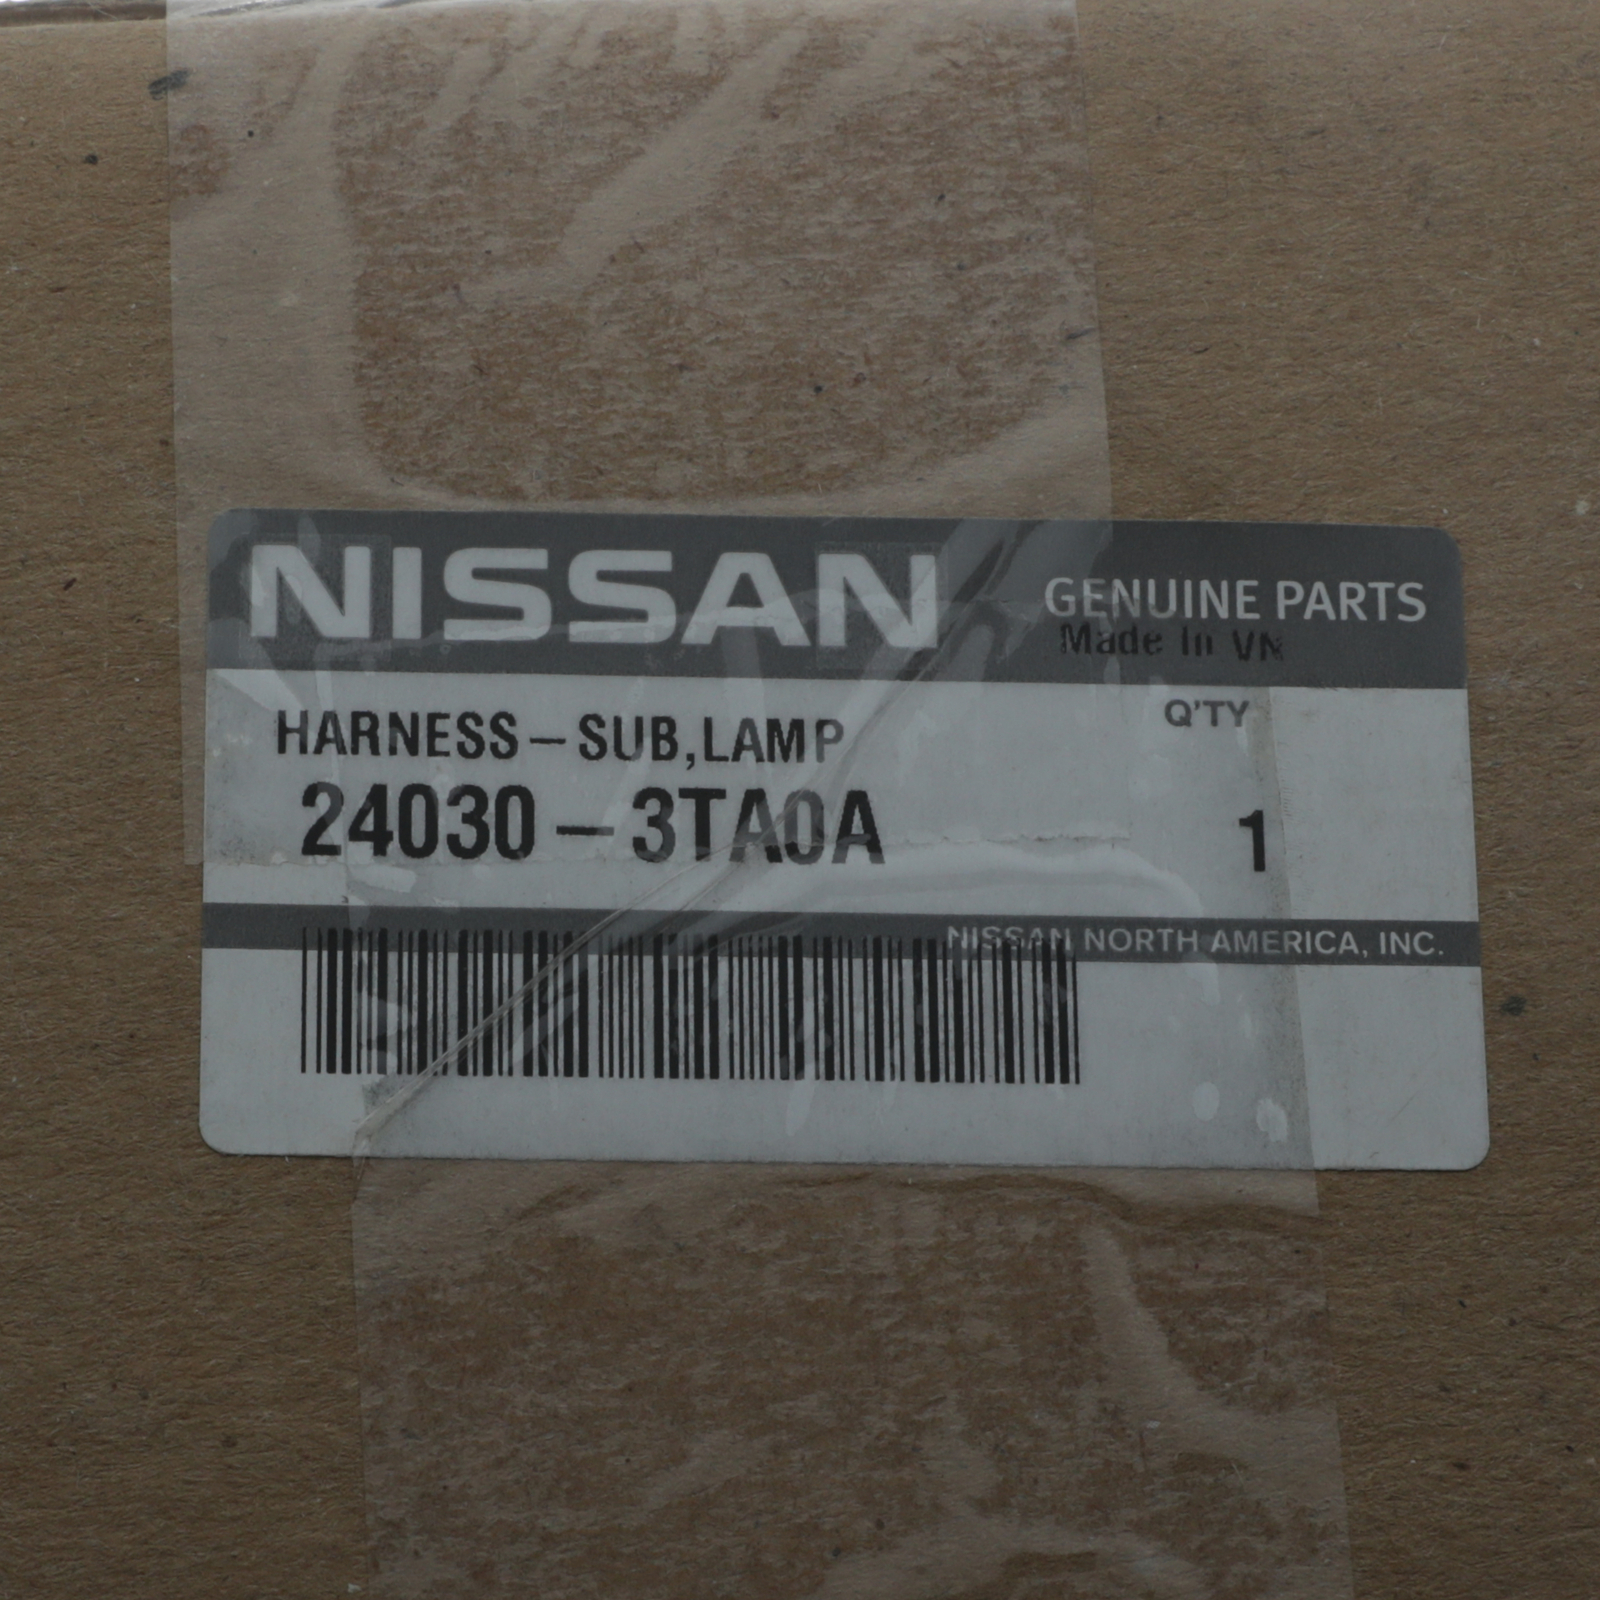 NISSAN GENUINE PARTS
Made In VN
HARNESS-SUB,LAMP Q'TY
24030-3TA0A 1
NISSAN NORTH AMERICA, INC.